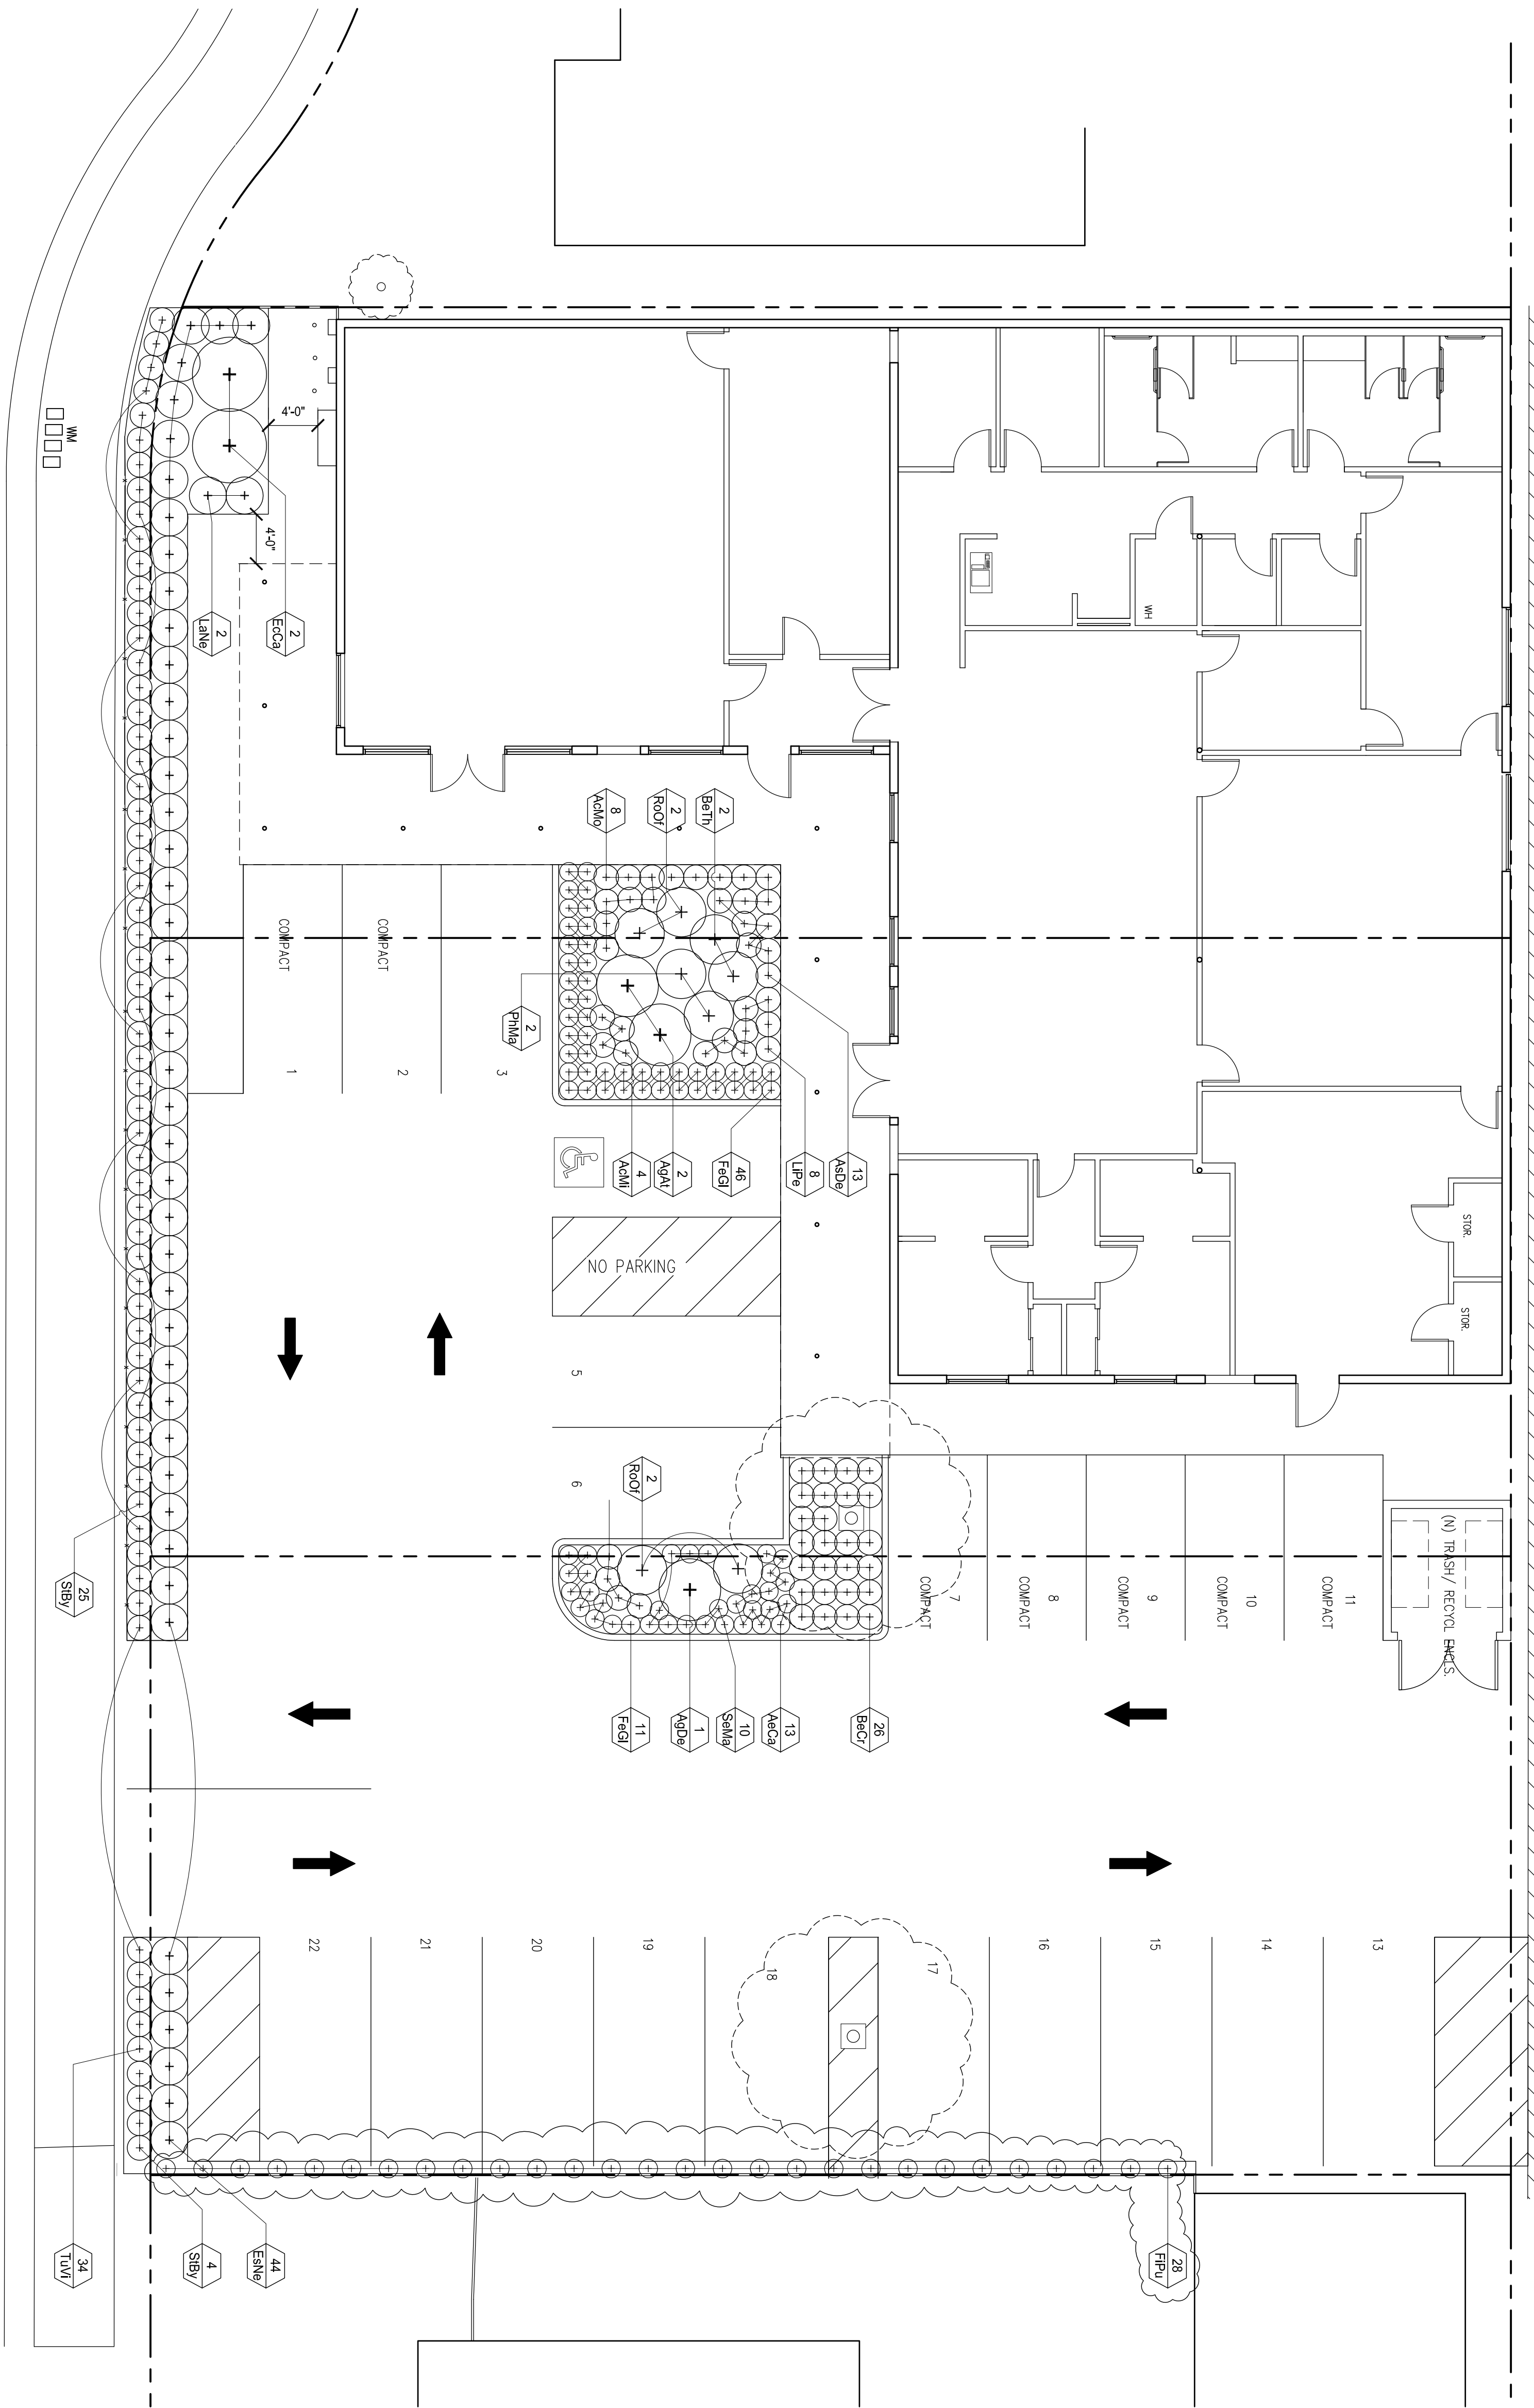 WM
4'-0"
4'-0"
2
LaNe
2
EcCa
WH
8
AcMo
2
RoOf
2
BeTh
COMPACT
1
COMPACT
2
3
2
PhMa
4
AcMi
2
AgAt
46
FeGl
8
LiPe
13
AsDe
NO PARKING
STOR.
STOR.
5
6
2
RoOf
25
StBy
11
FeGl
1
AgDe
10
SeMa
13
AeCa
26
BeCr
7
COMPACT
8
COMPACT
9
COMPACT
10
COMPACT
11
COMPACT
(N) TRASH/ RECYCL ENCLS.
22
21
20
19
18
17
16
15
14
13
34
TuVi
4
StBy
44
EsNe
28
FiPu